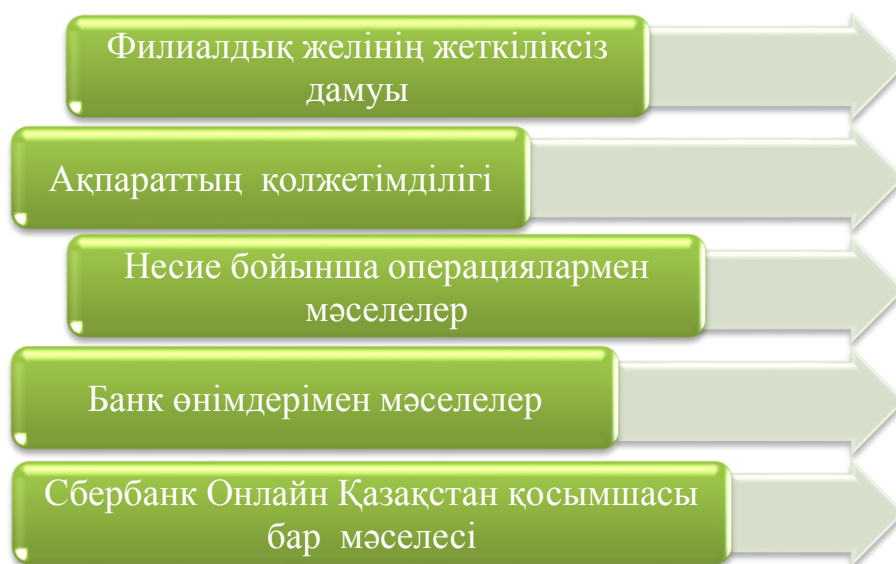 Филиалдық желінің жеткіліксіз
дамуы
Ақпараттың қолжетімділігі
Несие бойынша операциялармен
мәселелер
Банк өнімдерімен мәселелер
Сбербанк Онлайн Қазақстан қосымшасы
бар мәселесі